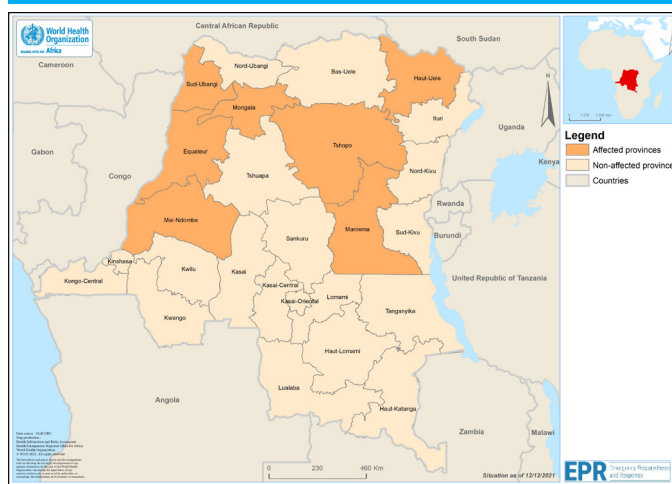 World Health
Organization
Africa
Central African Republic
South Sudan
Cameroon
Nord-Ubangi
Bas-Uele
Haut-Uele
Sud-Ubangi
Mongala
Ituri
Uganda
Gabon
Congo
Equateur
Tshopo
Tshuapa
Nord-Kivu
Kenya
Rwanda
Mai-Ndombe
Maniema
Sud-Kivu
Burundi
Sankuru
Kinshasa
Kwilu
Kasai
Kongo-Central
Kasai-Central
Kasai-Oriental
Lomami
Tanganyika
United Republic of Tanzania
Kwango
Haut-Lomami
Lualaba
Angola
Haut-Katanga
Zambia
Malawi
0 230 460 Km
Situation as of 12/12/2021
N
Legend
Affected provinces
Non-affected province
Countries
EPR Emergency Preparedness
and Response